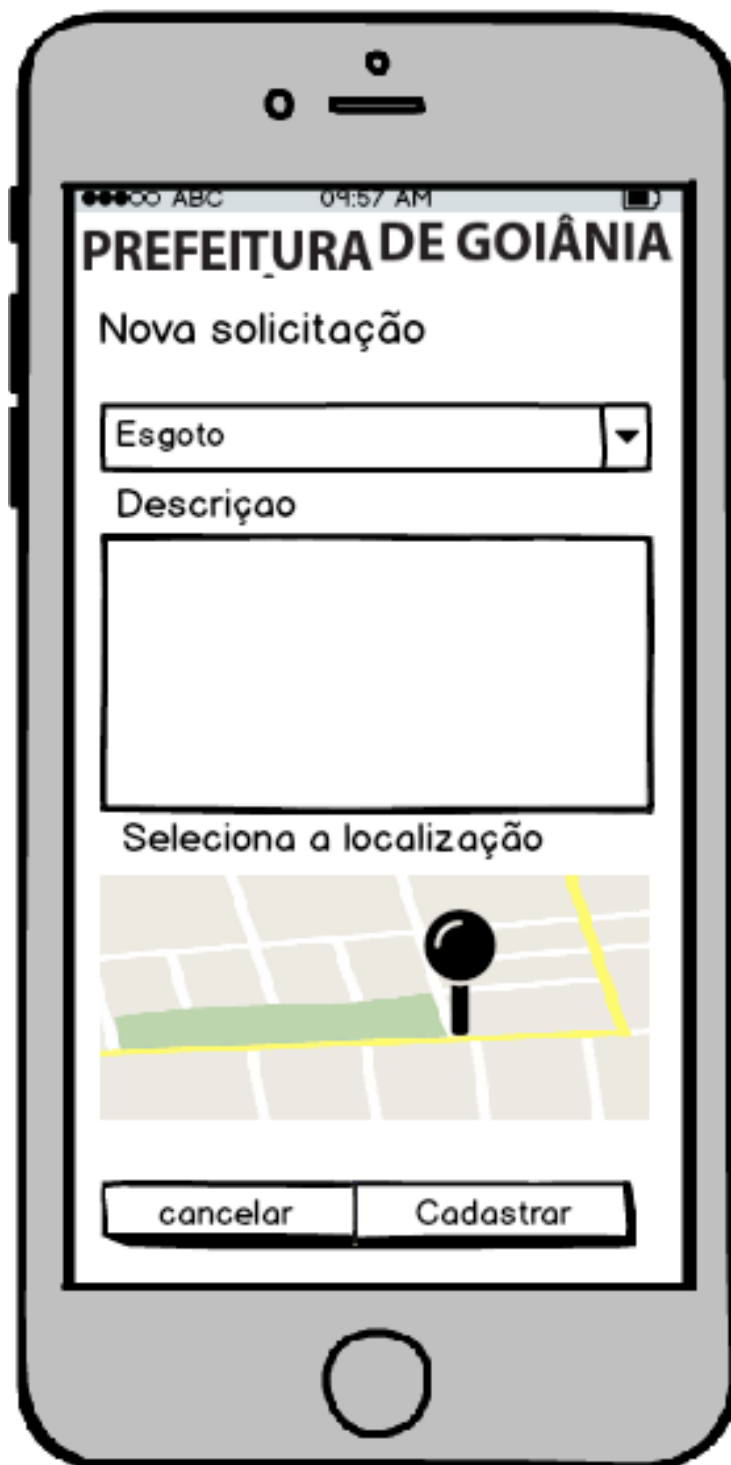 ABC 09:57 AM
PREFEITURA DE GOIÂNIA
Nova solicitação
Esgoto
Descriçao
Seleciona a localização
cancelar Cadastrar